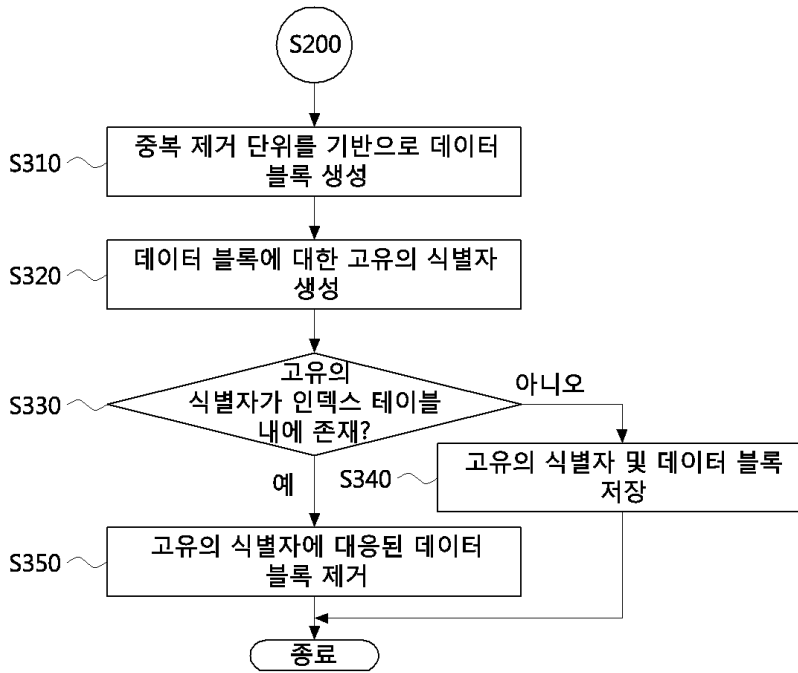 S200
S310
중복 제거 단위를 기반으로 데이터
블록 생성
S320
데이터 블록에 대한 고유의 식별자
생성
S330
고유의
식별자가 인덱스 테이블
내에 존재?
아니오
예
S340
고유의 식별자 및 데이터 블록
저장
S350
고유의 식별자에 대응된 데이터
블록 제거
종료